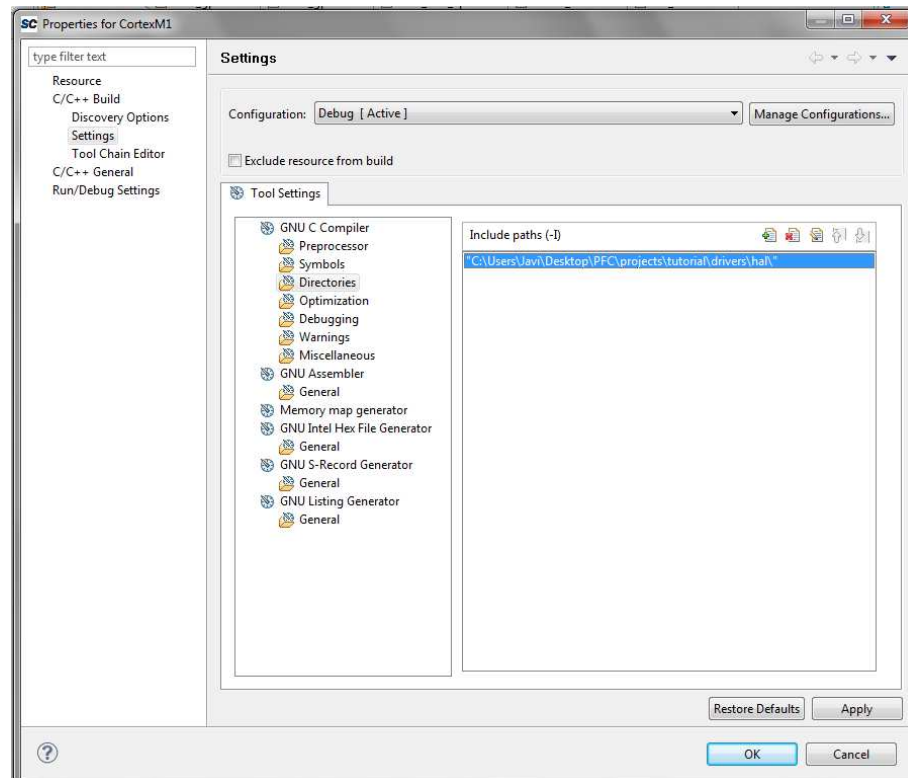 SC Properties for CortexM1
type filter text
Resource
C/C++ Build
Discovery Options
Settings
Tool Chain Editor
C/C++ General
Run/Debug Settings
Settings
Configuration: Debug [ Active ] Manage Configurations...
Exclude resource from build
Tool Settings
GNU C Compiler
Preprocessor
Symbols
Directories
Optimization
Debugging
Warnings
Miscellaneous
GNU Assembler
General
Memory map generator
GNU Intel Hex File Generator
General
GNU S-Record Generator
General
GNU Listing Generator
General
Include paths (-I)
"C:\Users\Javi\Desktop\PFC\projects\tutorial\drivers\hal\"
Restore Defaults Apply
? OK Cancel